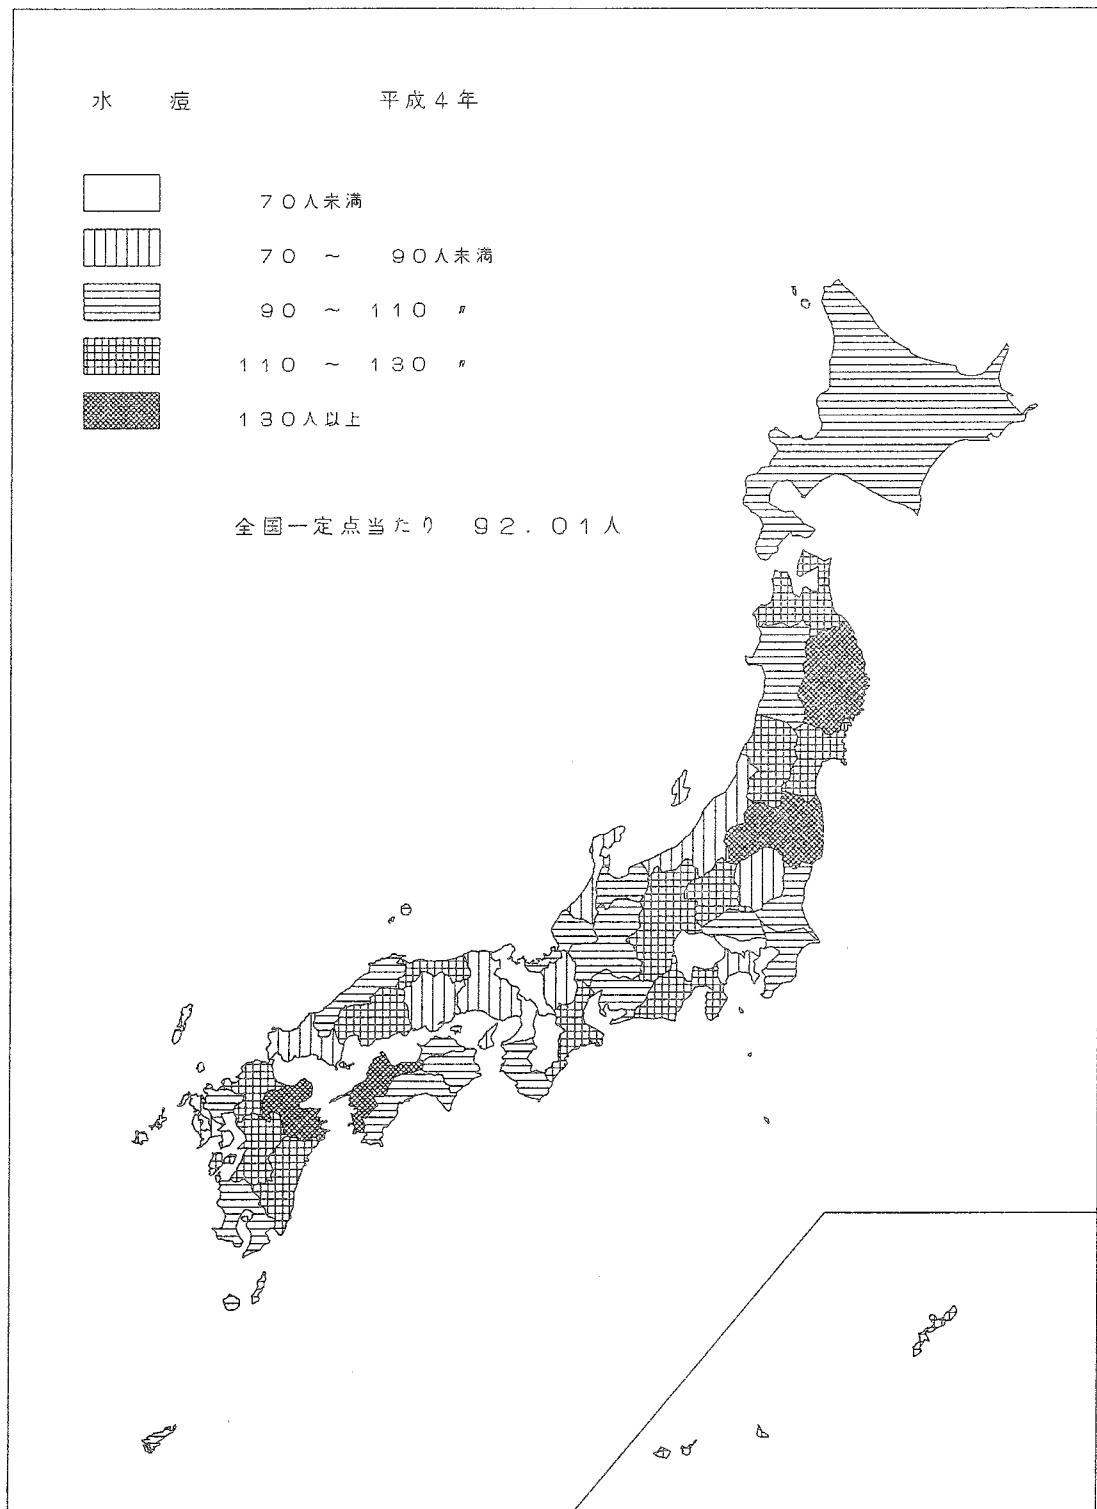 水 痘 平成4年
70人未満
70 ～ 90人未満
90 ～ 110 〃
110 ～ 130 〃
130人以上
全国一定点当たり 92.01人